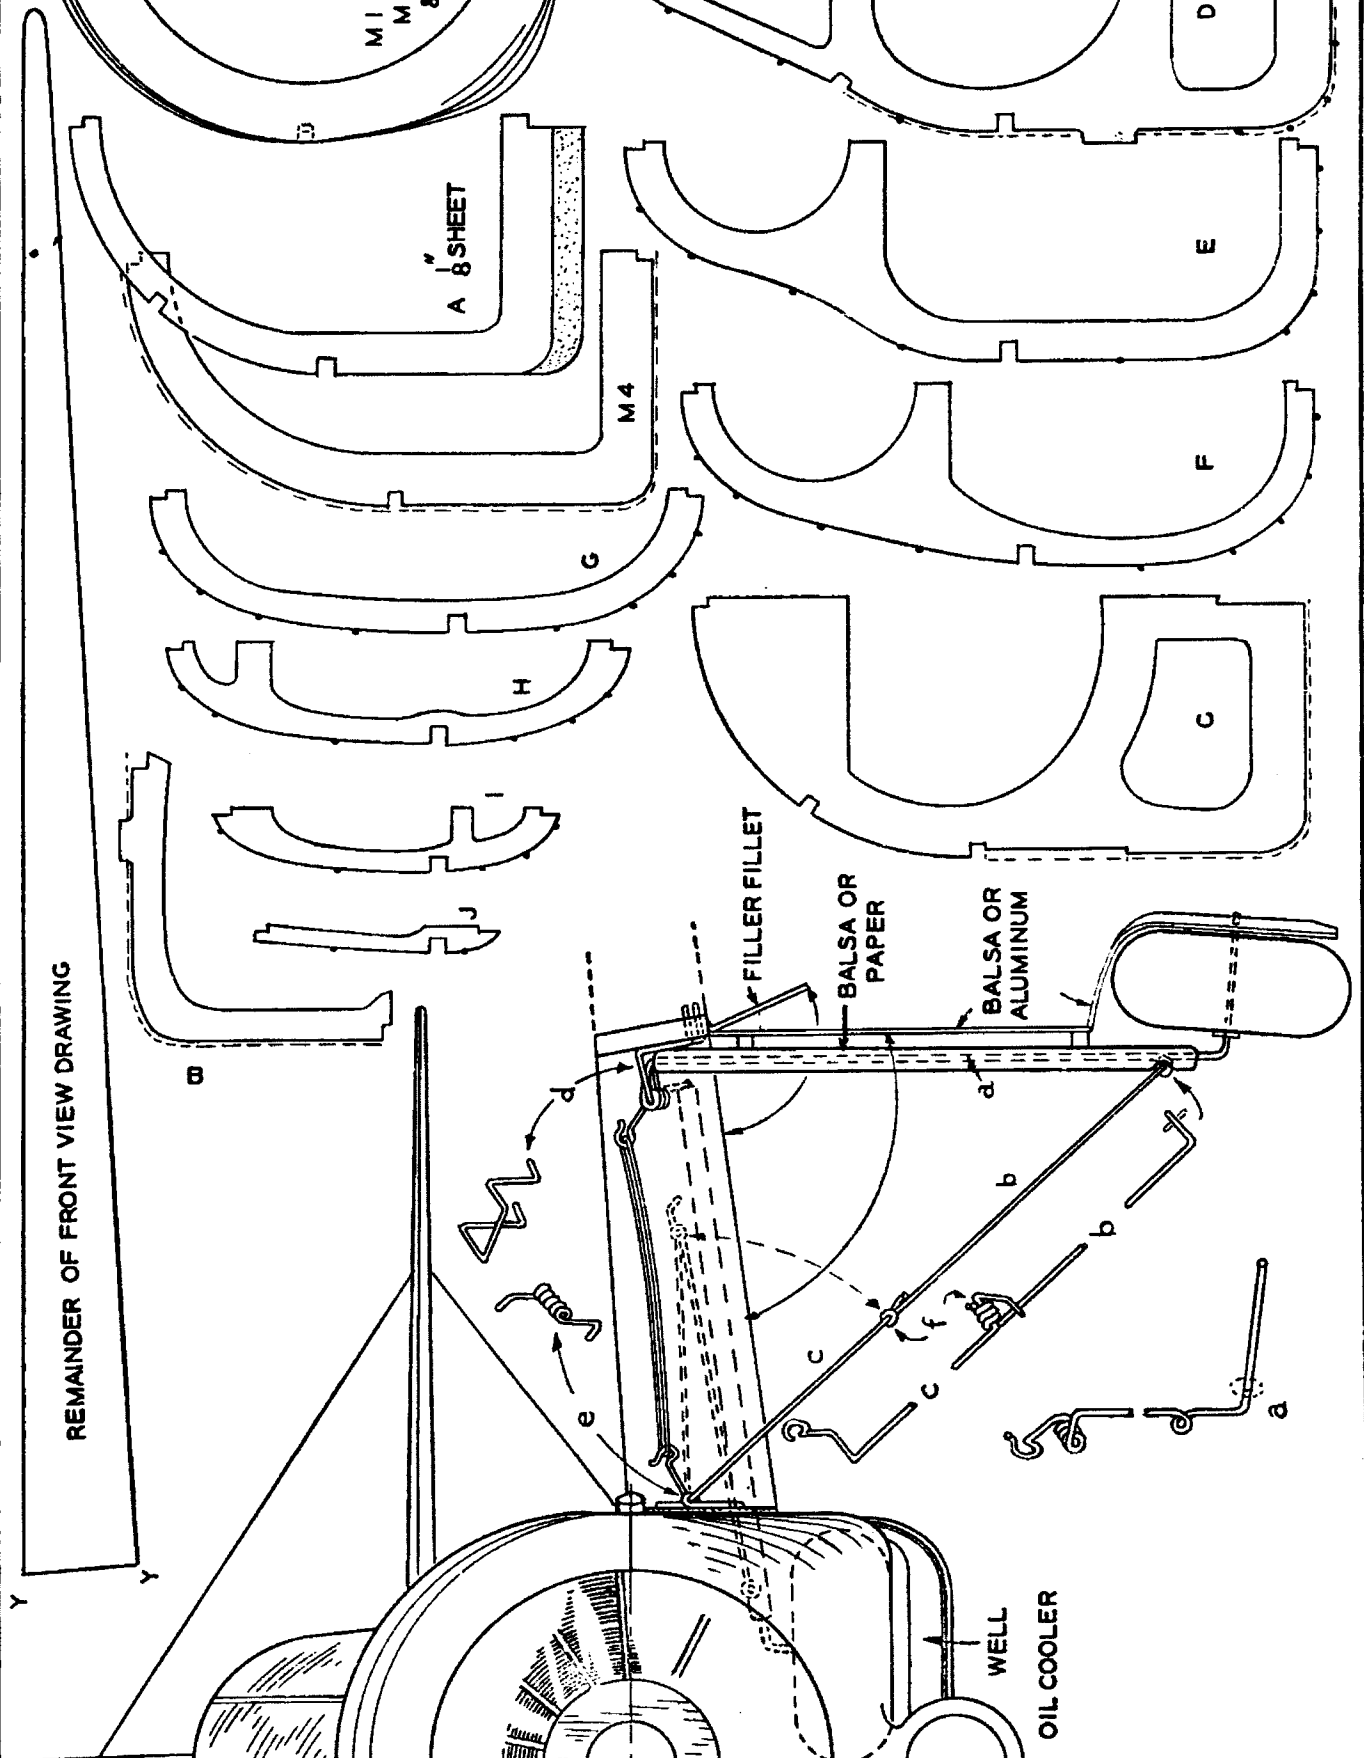 REMAINDER OF FRONT VIEW DRAWING
Y
Y
M I
M
8
A
1"
8 SHEET
M4
G
H
I
J
B
D
E
F
C
FILLER FILLET
BALSA OR
PAPER
BALSA OR
ALUMINUM
d
e
a
b
c
f
c
b
a
WELL
OIL COOLER